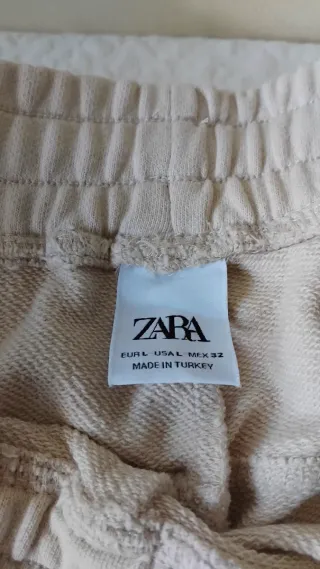 ZARA
EUR L USA L MEX 32
MADE IN TURKEY